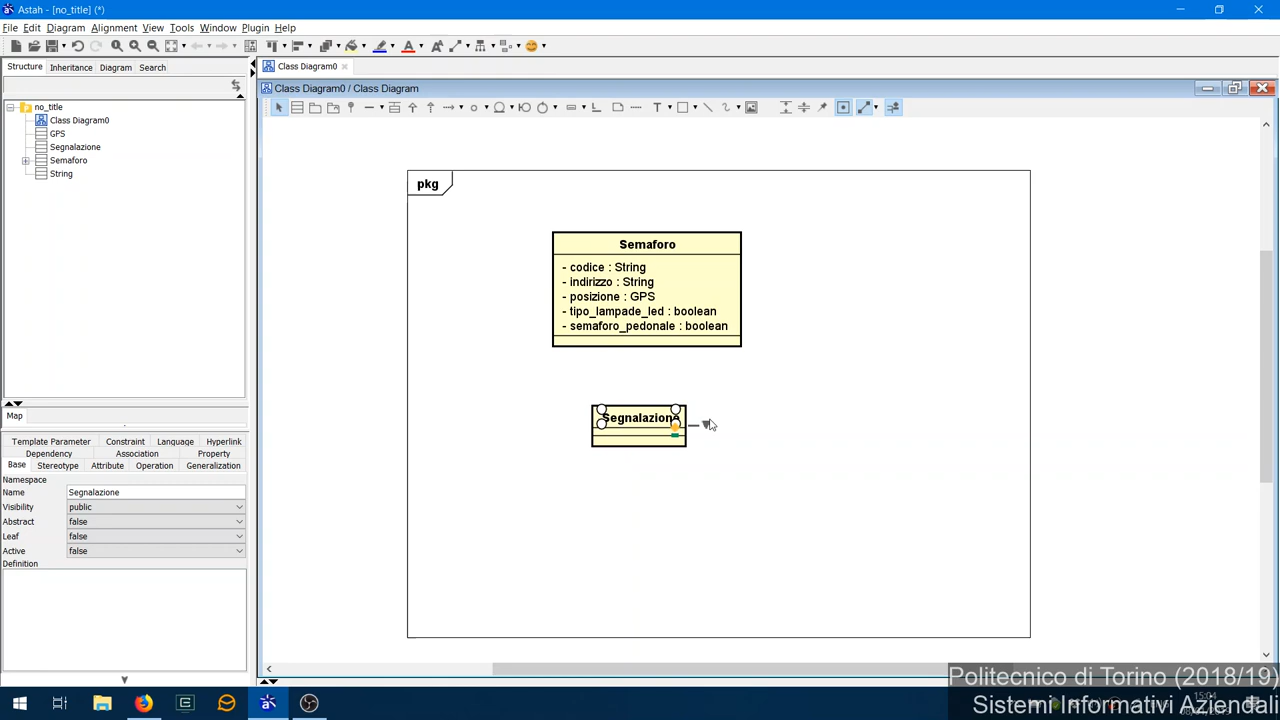 Astah - [no_title] (*)
File Edit Diagram Alignment View Tools Window Plugin Help
Structure Inheritance Diagram Search
Class Diagram0
Class Diagram0 / Class Diagram
no_title
Class Diagram0
GPS
Segnalazione
Semaforo
String
pkg
Semaforo
- codice : String
- indirizzo : String
- posizione : GPS
- tipo_lampade_led : boolean
- semaforo_pedonale : boolean
Segnalazione
Map
Template Parameter Constraint Language Hyperlink
Dependency Association Property
Base Stereotype Attribute Operation Generalization
Namespace
Name Segnalazione
Visibility public
Abstract false
Leaf false
Active false
Definition
Politecnico di Torino (2018/19)
15:04
Sistemi Informativi Aziendali